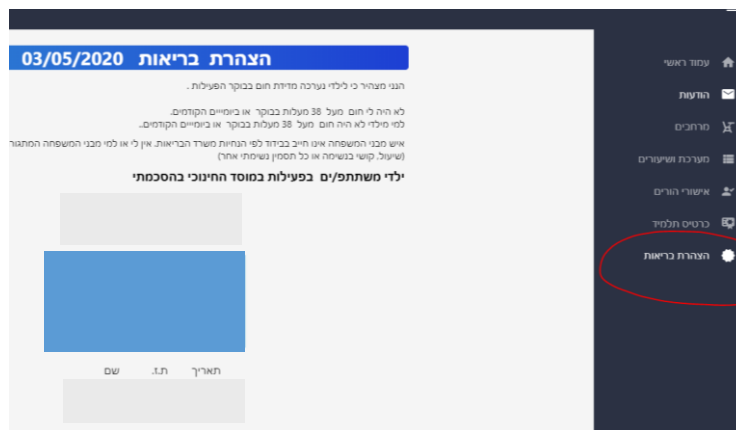 הצהרת בריאות 03/05/2020
הנני מצהיר כי לילדי נערכה מדידת חום בבוקר הפעילות .
לא היה לי חום מעל 38 מעלות בבוקר או ביומיים הקודמים.
למי מילדי לא היה חום מעל 38 מעלות בבוקר או ביומיים הקודמים..
איש מבני המשפחה אינו חייב בבידוד לפי הנחיות משרד הבריאות. אין לי או למי מבני המשפחה המתגור
(שיעול, קושי בנשימה או כל תסמין נשימתי אחר)
ילדי משתתפ/ים בפעילות במוסד החינוכי בהסכמתי
תאריך ת.ז. שם
עמוד ראשי
הודעות
מרחבים
מערכת ושיעורים
אישורי הורים
כרטיס תלמיד
הצהרת בריאות